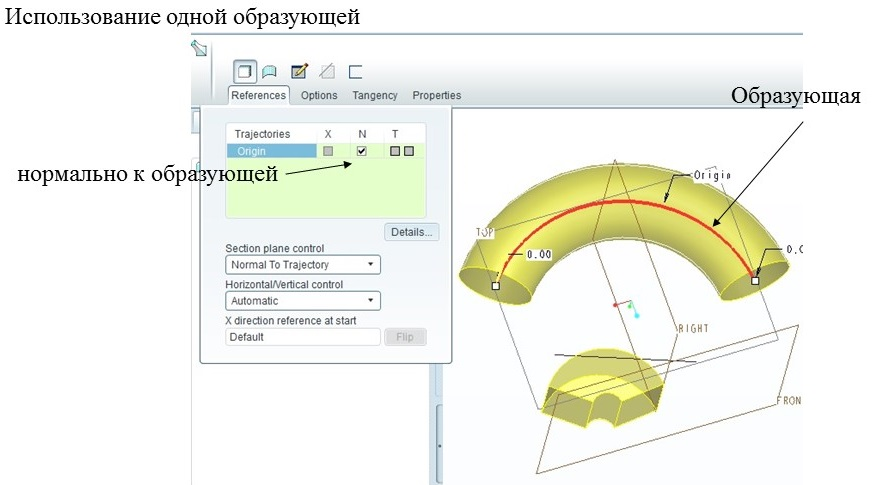 Использование одной образующей
References Options Tangency Properties
Образующая
Trajectories X N T
Origin
нормально к образующей
Details...
Section plane control
Normal To Trajectory
Horizontal/Vertical control
Automatic
X direction reference at start
Default Flip
Origin
TOP
0.00
RIGHT